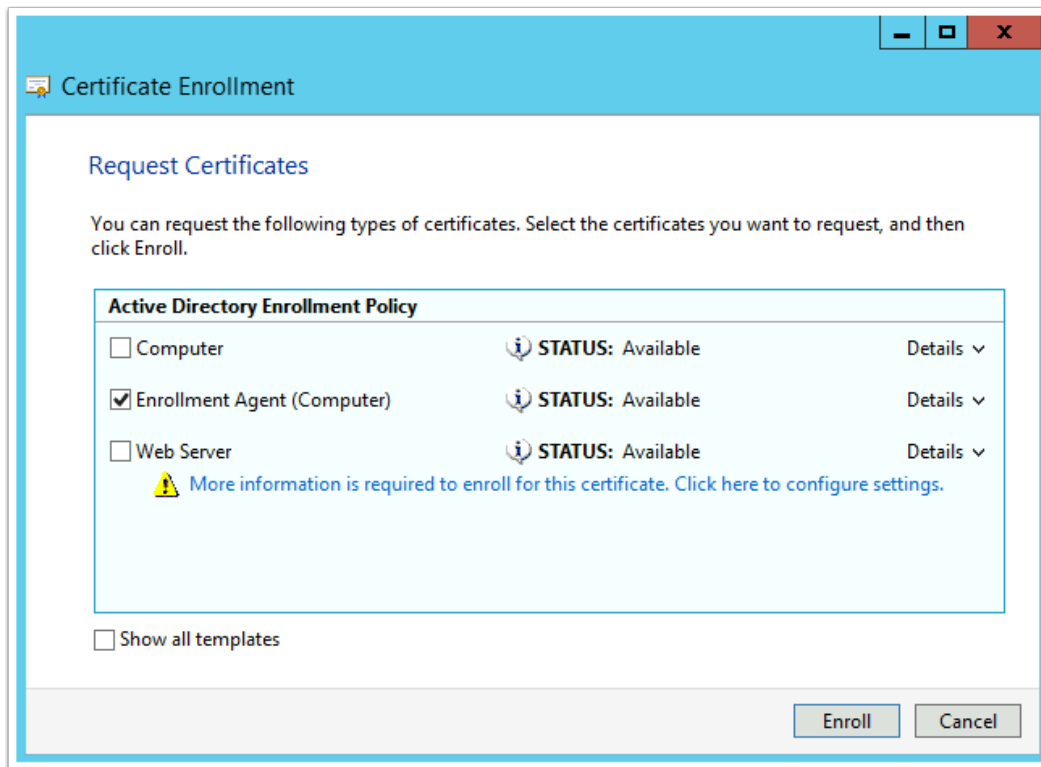 Certificate Enrollment
Request Certificates
You can request the following types of certificates. Select the certificates you want to request, and then
click Enroll.
Active Directory Enrollment Policy
Computer STATUS: Available Details
Enrollment Agent (Computer) STATUS: Available Details
Web Server STATUS: Available Details
More information is required to enroll for this certificate. Click here to configure settings.
Show all templates
Enroll Cancel